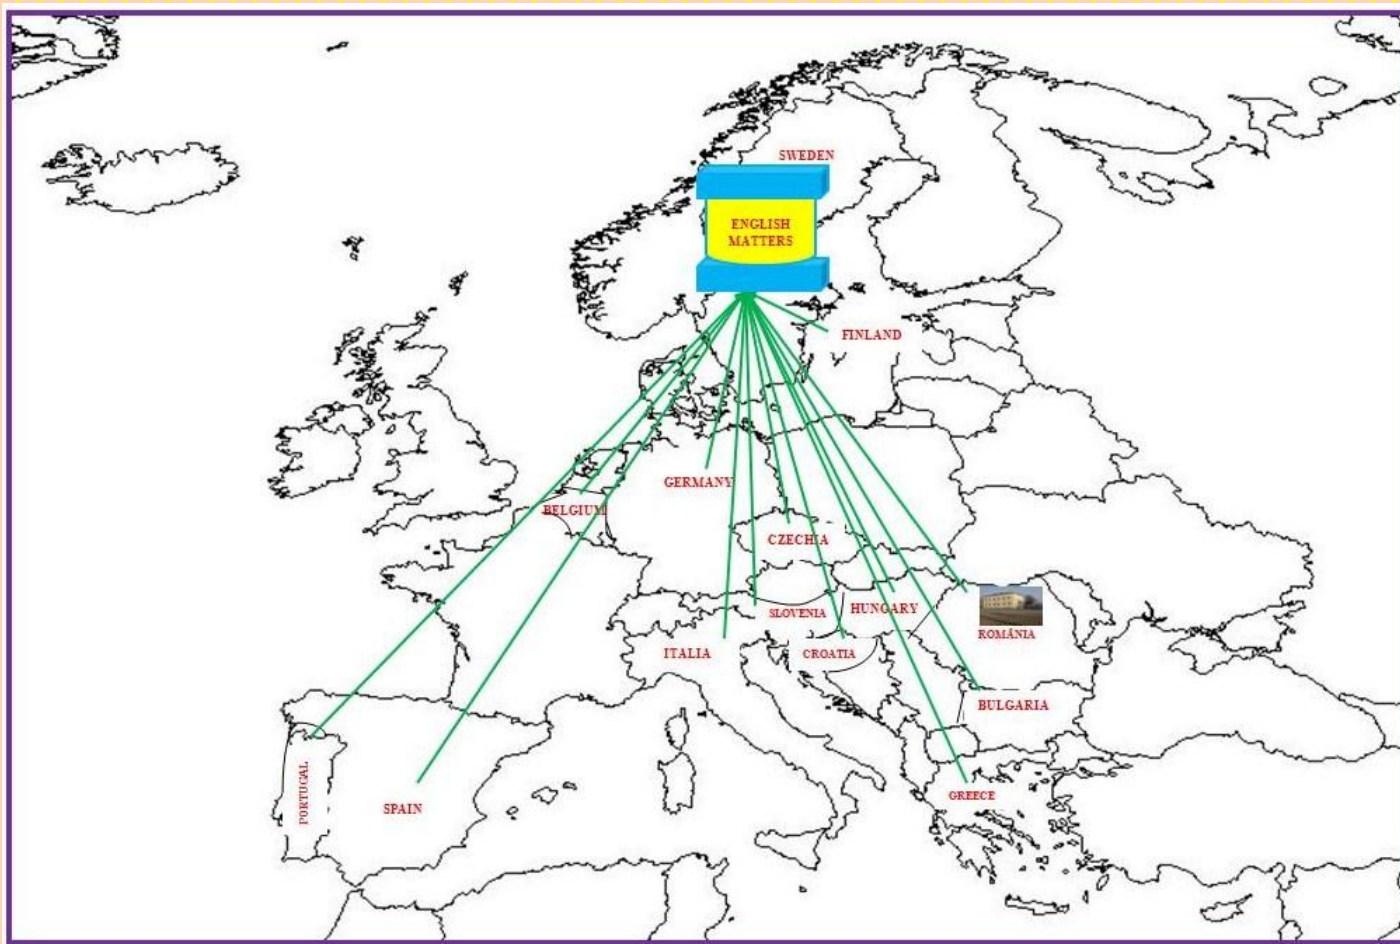 SWEDEN
ENGLISH
MATTERS
FINLAND
GERMANY
BELGIUM
CZECHIA
SLOVENIA
HUNGARY
ROMÂNIA
ITALIA
CROATIA
BULGARIA
PORTUGAL
SPAIN
GREECE